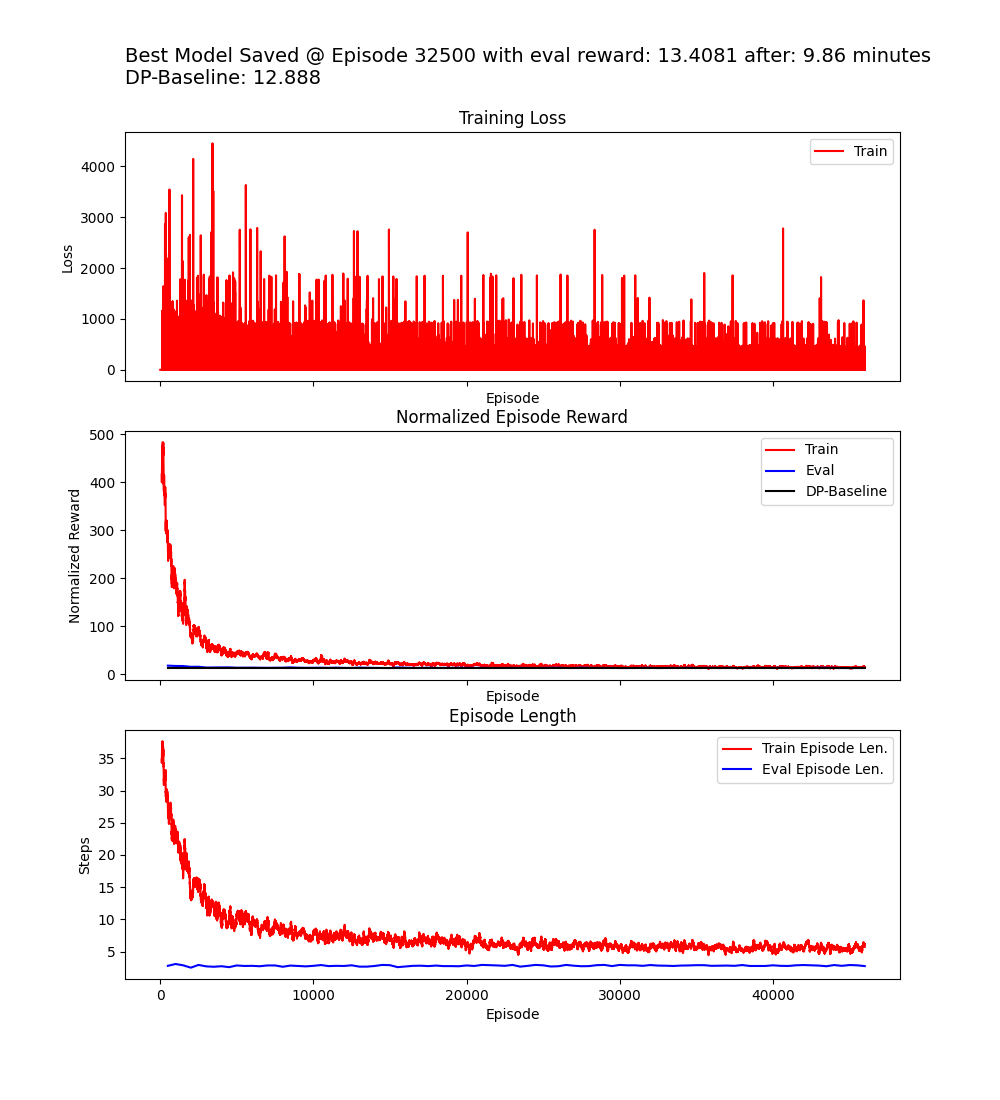 Best Model Saved @ Episode 32500 with eval reward: 13.4081 after: 9.86 minutes
DP-Baseline: 12.888
Training Loss
Train
4000
3000
2000
1000
0
Loss
Episode
Normalized Episode Reward
Train
Eval
DP-Baseline
500
400
300
200
100
0
Normalized Reward
Episode
Episode Length
Train Episode Len.
Eval Episode Len.
35
30
25
20
15
10
5
Steps
0 10000 20000 30000 40000
Episode